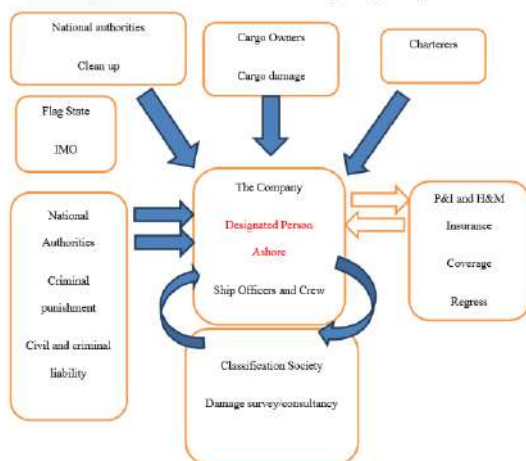 National authorities
Clean up
Cargo Owners
Cargo damage
Charterers
Flag State
IMO
The Company
Designated Person
Ashore
Ship Officers and Crew
P&I and H&M
Insurance
Coverage
Regress
National
Authorities
Criminal
punishment
Civil and criminal
liability
Classification Society
Damage survey/consultancy